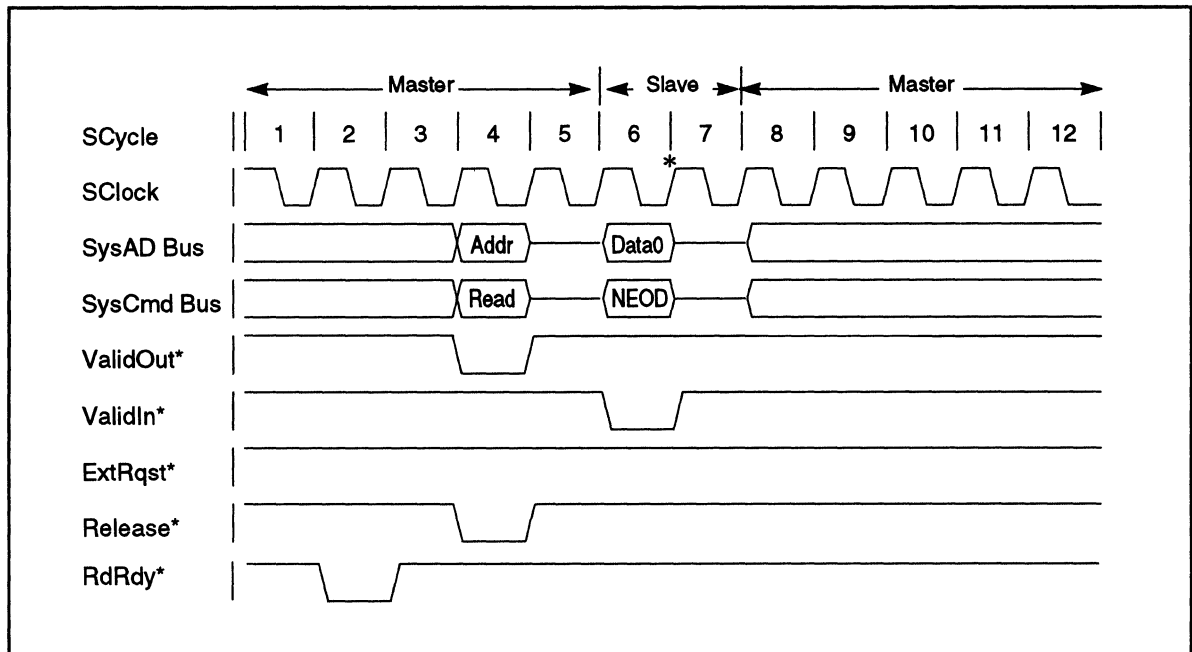 Master Slave Master
SCycle 1 2 3 4 5 6 7 8 9 10 11 12
*
SClock
SysAD Bus Addr Data0
SysCmd Bus Read NEOD
ValidOut*
ValidIn*
ExtRqst*
Release*
RdRdy*